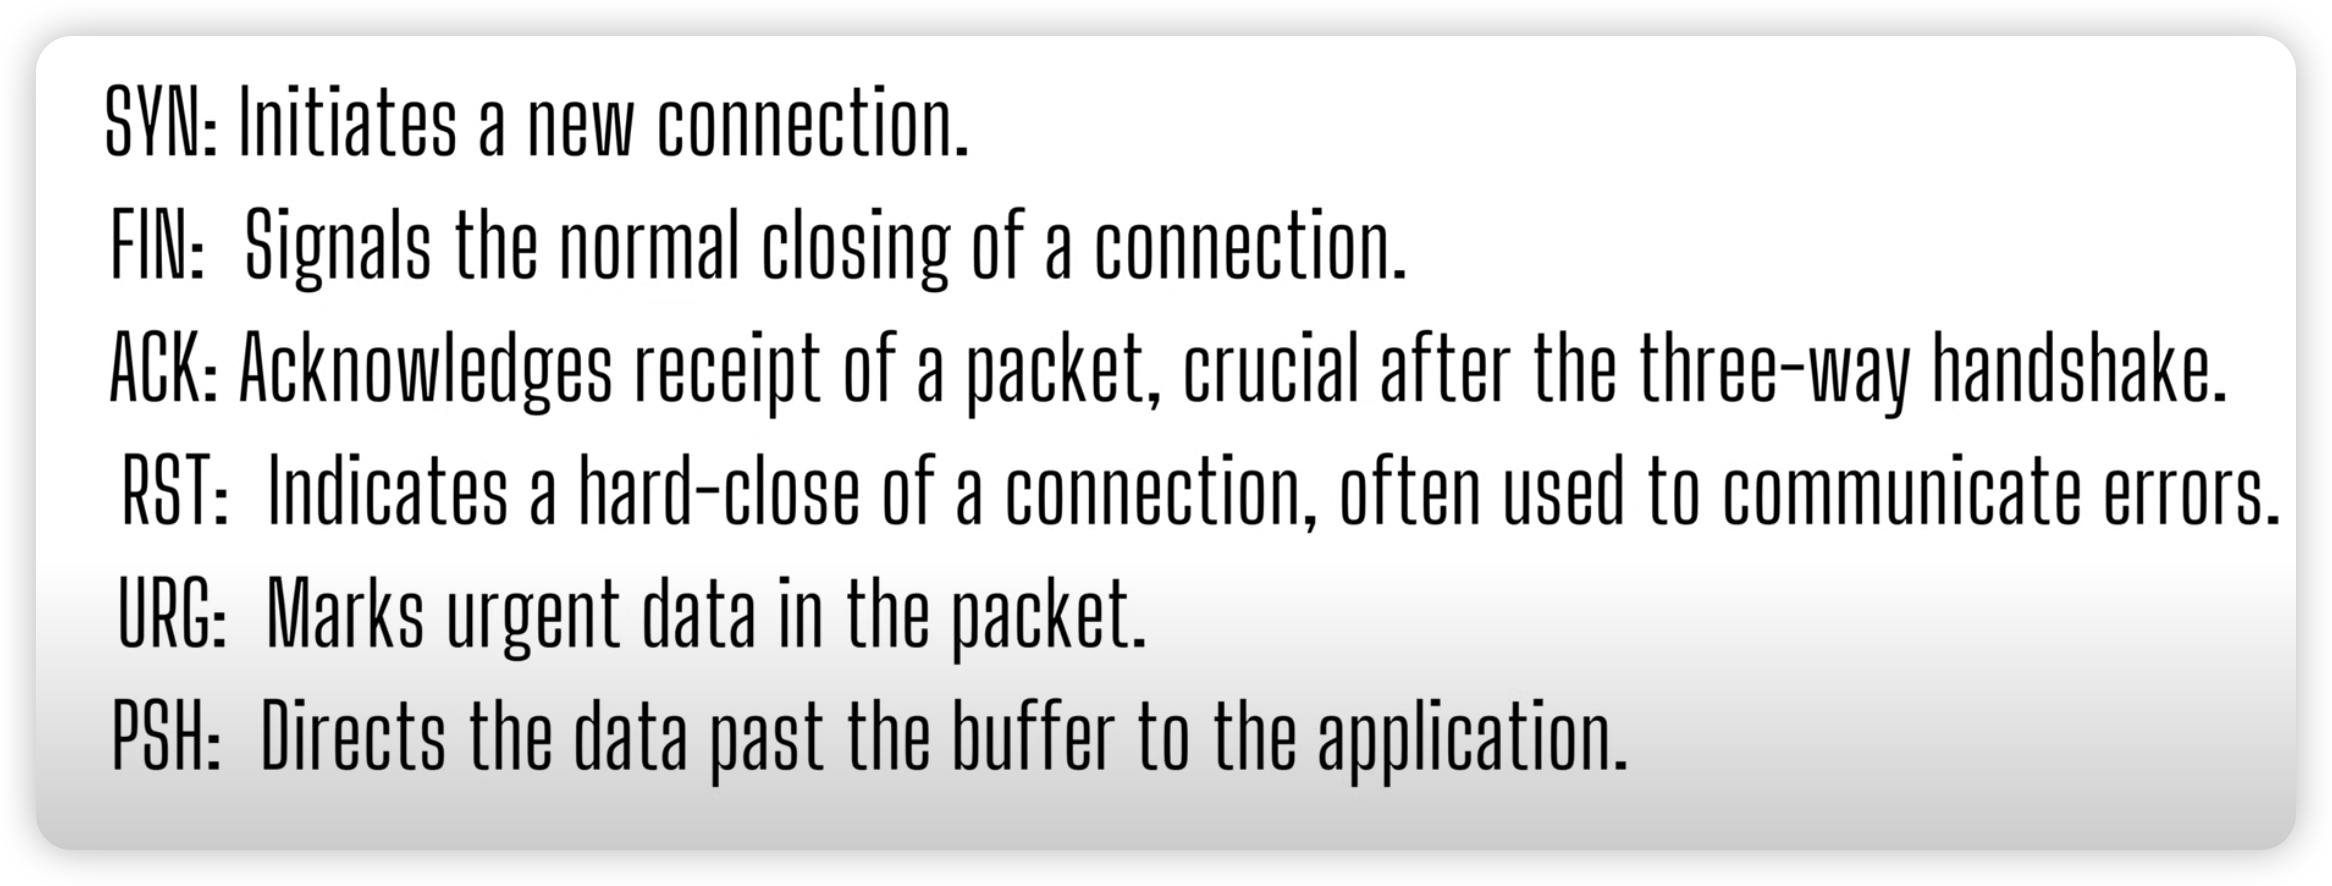 SYN: Initiates a new connection.
FIN: Signals the normal closing of a connection.
ACK: Acknowledges receipt of a packet, crucial after the three-way handshake.
RST: Indicates a hard-close of a connection, often used to communicate errors.
URG: Marks urgent data in the packet.
PSH: Directs the data past the buffer to the application.